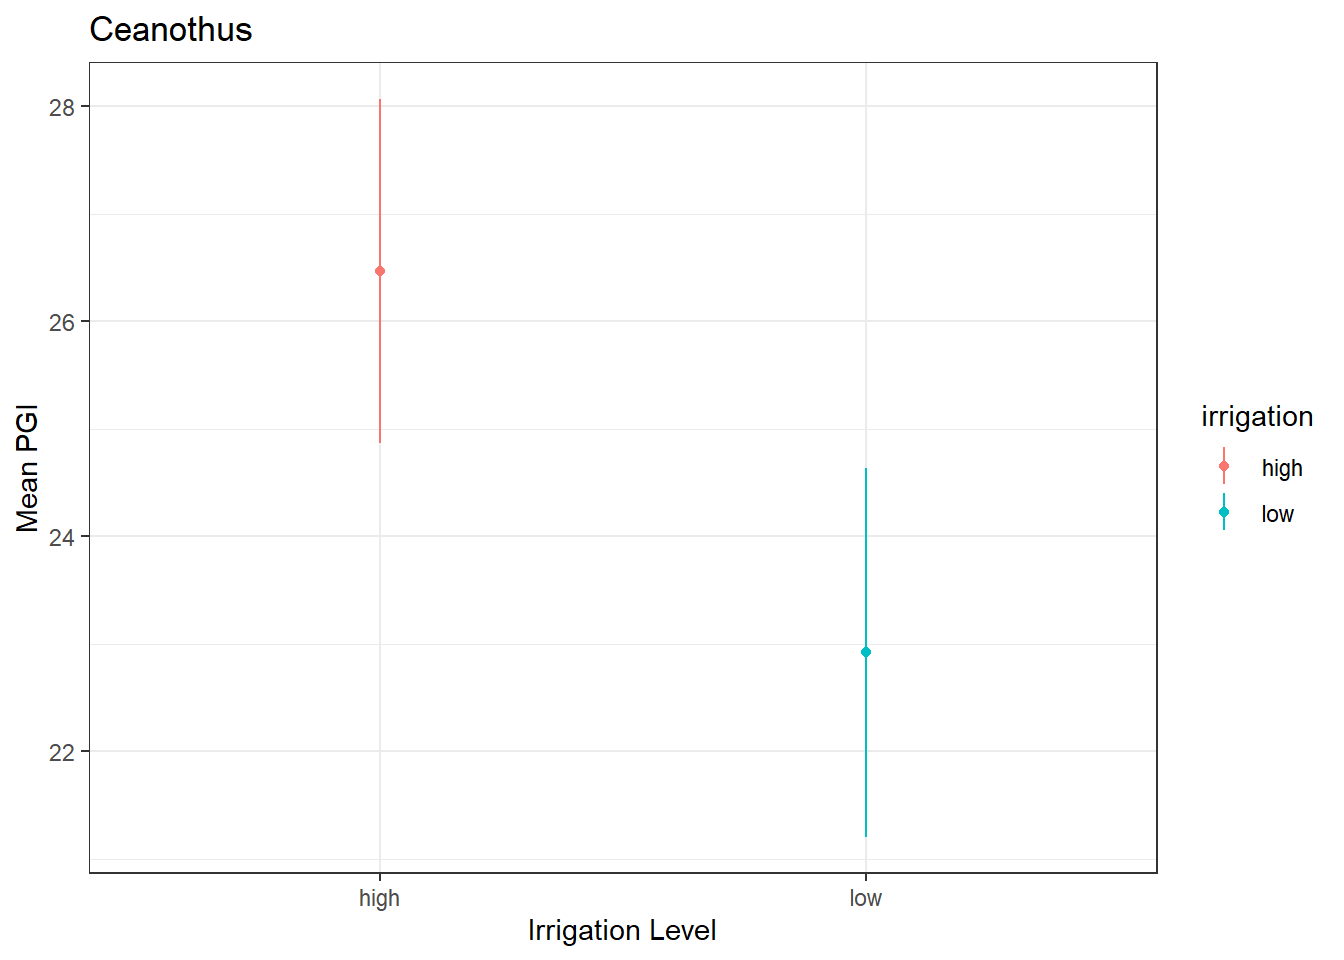 Ceanothus
28
26
24
22
Mean PGI
high
low
Irrigation Level
irrigation
high
low